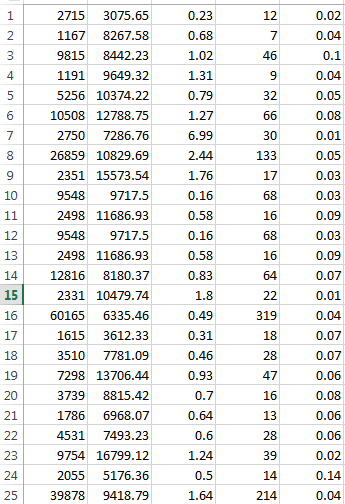 1 2715 3075.65 0.23 12 0.02
2 1167 8267.58 0.68 7 0.04
3 9815 8442.23 1.02 46 0.1
4 1191 9649.32 1.31 9 0.04
5 5256 10374.22 0.79 32 0.05
6 10508 12788.75 1.27 66 0.08
7 2750 7286.76 6.99 30 0.01
8 26859 10829.69 2.44 133 0.05
9 2351 15573.54 1.76 17 0.03
10 9548 9717.5 0.16 68 0.03
11 2498 11686.93 0.58 16 0.09
12 9548 9717.5 0.16 68 0.03
13 2498 11686.93 0.58 16 0.09
14 12816 8180.37 0.83 64 0.07
15 2331 10479.74 1.8 22 0.01
16 60165 6335.46 0.49 319 0.04
17 1615 3612.33 0.31 18 0.07
18 3510 7781.09 0.46 28 0.07
19 7298 13706.44 0.93 47 0.06
20 3739 8815.42 0.7 16 0.08
21 1786 6968.07 0.64 13 0.06
22 4531 7493.23 0.6 28 0.06
23 9754 16799.12 1.24 39 0.02
24 2055 5176.36 0.5 14 0.14
25 39878 9418.79 1.64 214 0.04